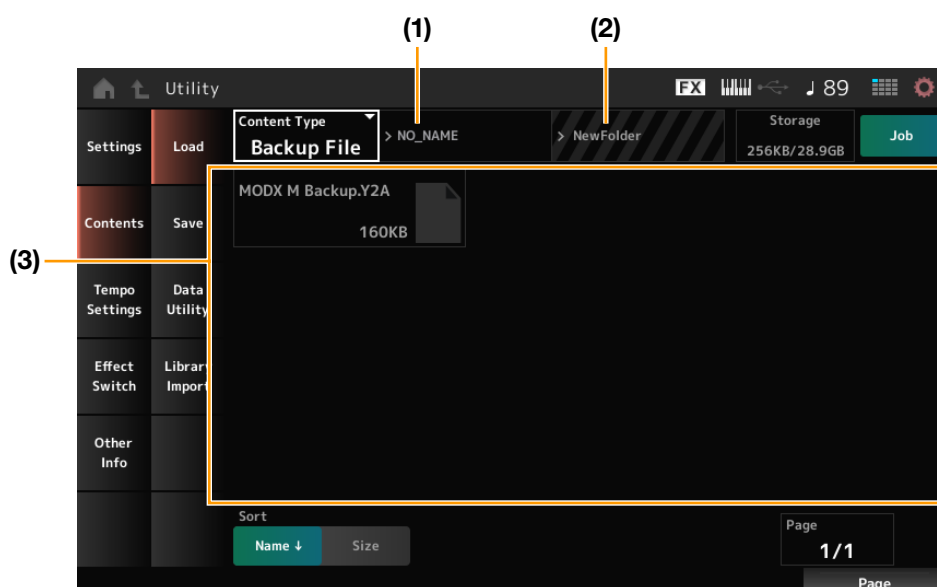 (1)
(2)
Utility
FX
89
Settings
Load
Content Type
Backup File
> NO_NAME
> NewFolder
Storage
256KB/28.9GB
Job
Contents
Save
MODX M Backup.Y2A
160KB
(3)
Tempo
Settings
Data
Utility
Effect
Switch
Library
Import
Other
Info
Sort
Name ↓
Size
Page
1/1
Page